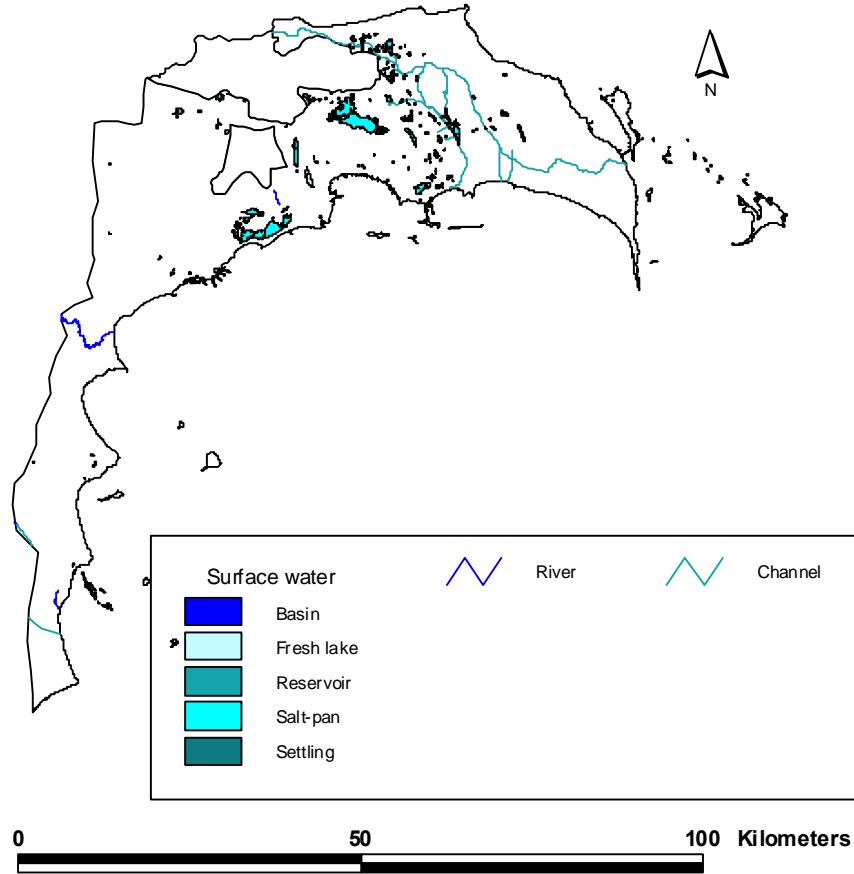 N
Surface water
River
Channel
Basin
Fresh lake
Reservoir
Salt-pan
Settling
0 50 100 Kilometers